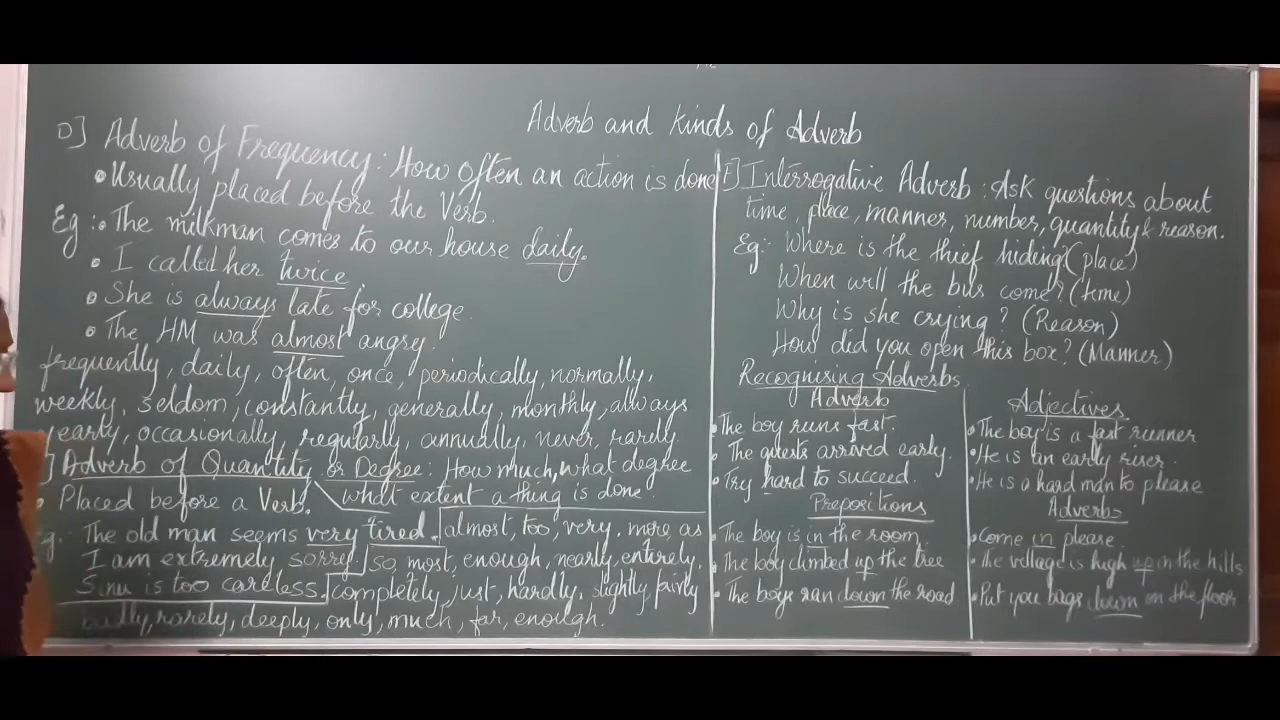 Adverb and kinds of Adverb
D] Adverb of Frequency: How often an action is done
• Usually placed before the Verb.
Eg: • The milkman comes to our house daily.
• I called her twice
• She is always late for college.
• The HM was almost angry.
frequently, daily, often, once, periodically, normally,
weekly, seldom, constantly, generally, monthly, always
yearly, occasionally, regularly, annually, never, rarely.
] Adverb of Quantity or Degree: How much, what degree
what extent a thing is done.
• Placed before a Verb.
Eg:- The old man seems very tired. almost, too, very, more, as
I am extremely sorry. so, most, enough, nearly, entirely,
Sinu is too careless. completely, just, hardly, slightly fairly
badly, rarely, deeply, only, much, far, enough.
E] Interrogative Adverb: Ask questions about
time, place, manner, number, quantity & reason.
Eg:- Where is the thief hiding? (place)
When will the bus come? (time)
Why is she crying? (Reason)
How did you open this box? (Manner)
Recognising Adverbs
Adverb
• The boy runs fast.
• The guests arrived early.
• Try hard to succeed.
Prepositions
• The boy is in the room.
• The boy climbed up the tree
• The boys ran down the road
Adjectives
• The boy is a fast runner
• He is an early riser.
• He is a hard man to please
Adverbs
• Come in please.
• The village is high up in the hills
• Put you bags down on the floor